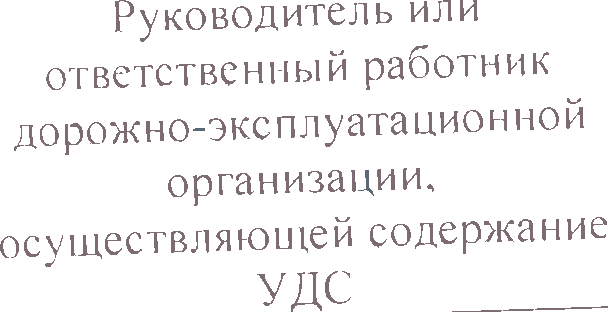 Руководитель или
ответственный работник
дорожно-эксплуатационной
организации,
осуществляющей содержание
УДС